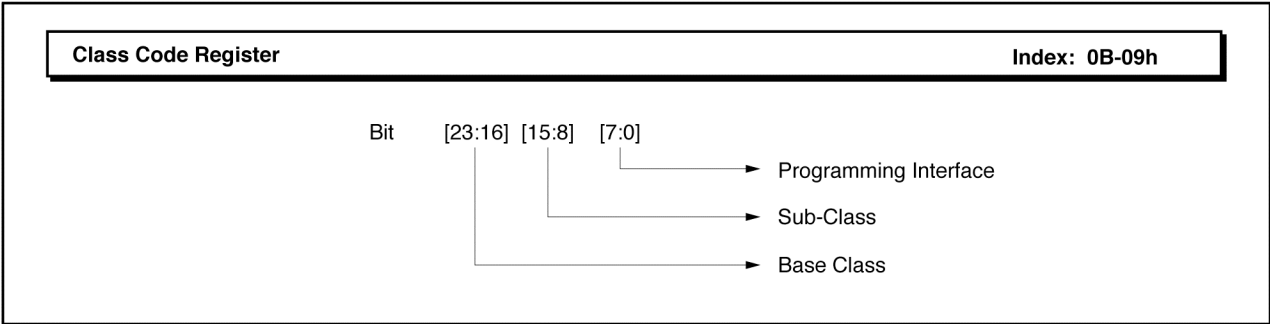 Class Code Register Index: 0B-09h
Bit [23:16] [15:8] [7:0]
Programming Interface
Sub-Class
Base Class